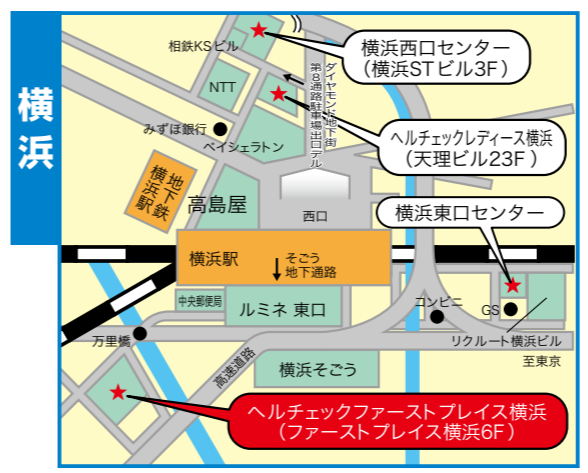 横浜
相鉄KSビル
横浜西口センター
(横浜STビル3F)
NTT
ダイヤモンド地下街
第8通路駐車場出口デル
みずほ銀行
ベイシェラトン
ヘルチェックレディース横浜
(天理ビル23F)
地下鉄
横浜駅
高島屋
西口
横浜東口センター
横浜駅
そごう
地下通路
中央郵便局
ルミネ 東口
コンビニ
GS
万里橋
リクルート横浜ビル
高速道路
横浜そごう
至東京
ヘルチェックファーストプレイス横浜
(ファーストプレイス横浜6F)